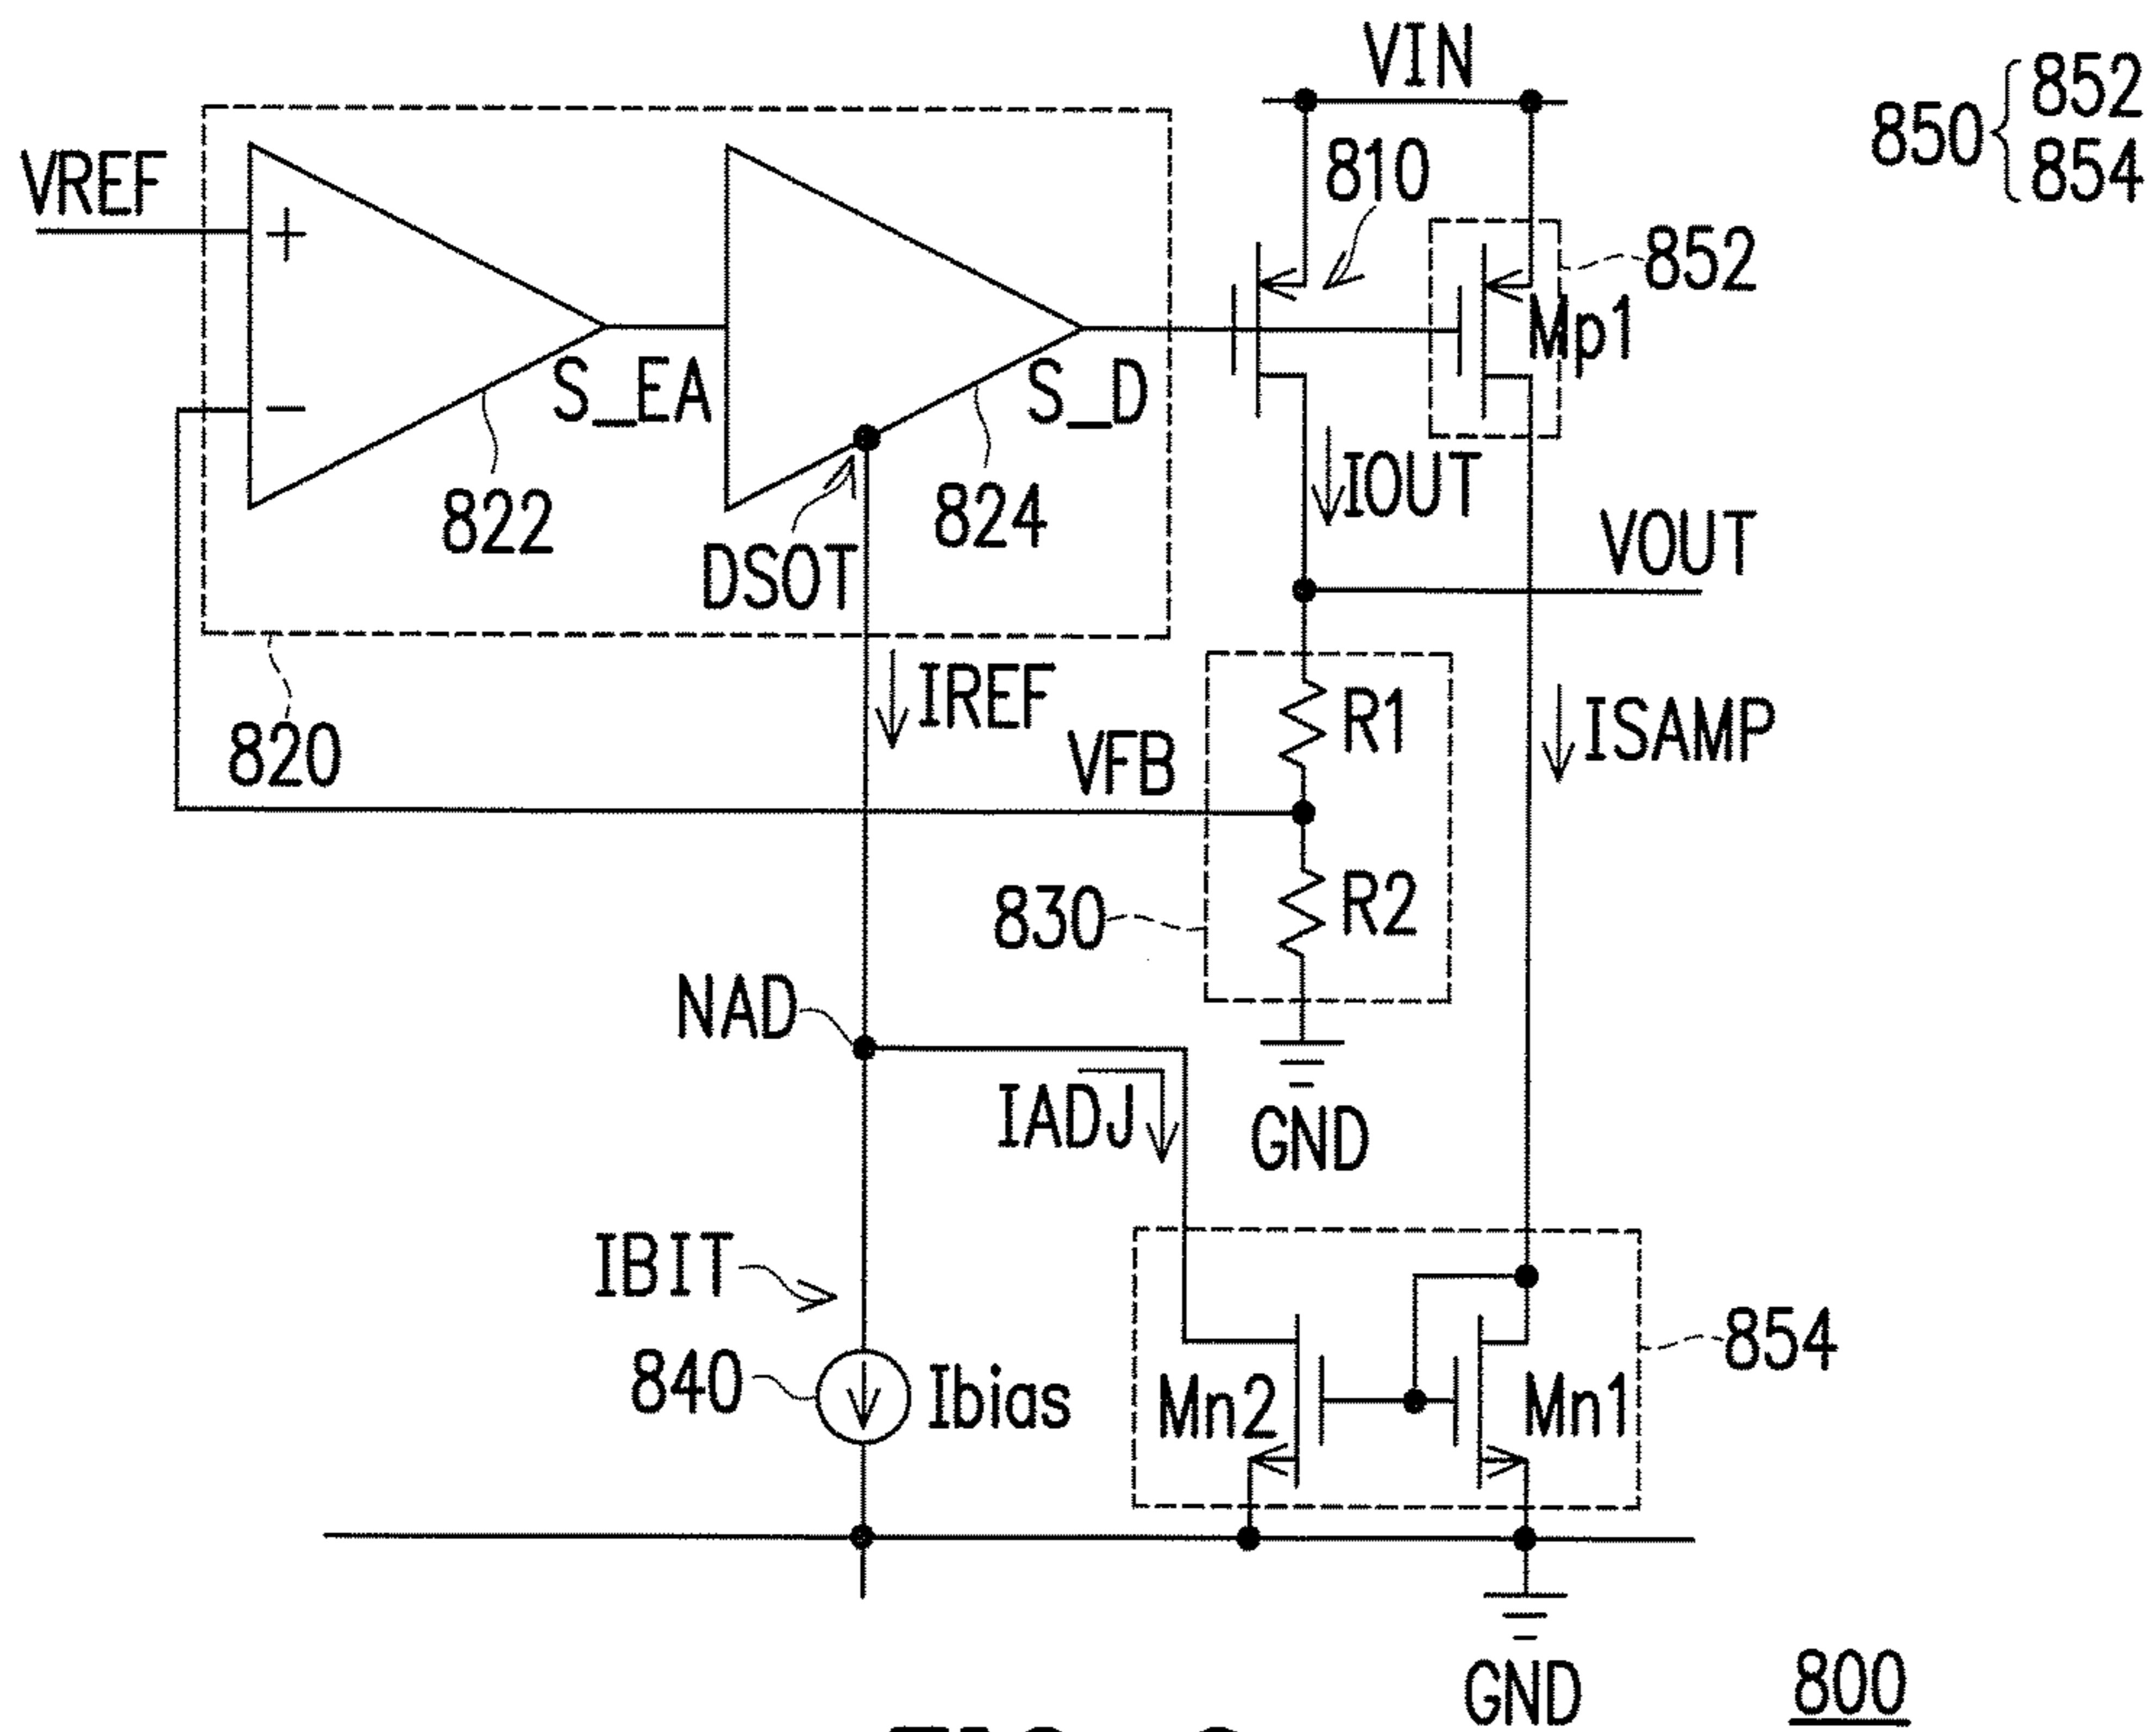 VIN
850 { 852
854
VREF
+
810
852
Mp1
S_EA
S_D
−
IOUT
822
824
VOUT
DSOT
IREF
R1
ISAMP
820
VFB
R2
830
NAD
IADJ
GND
IBIT
854
840
Ibias
Mn2
Mn1
GND
800